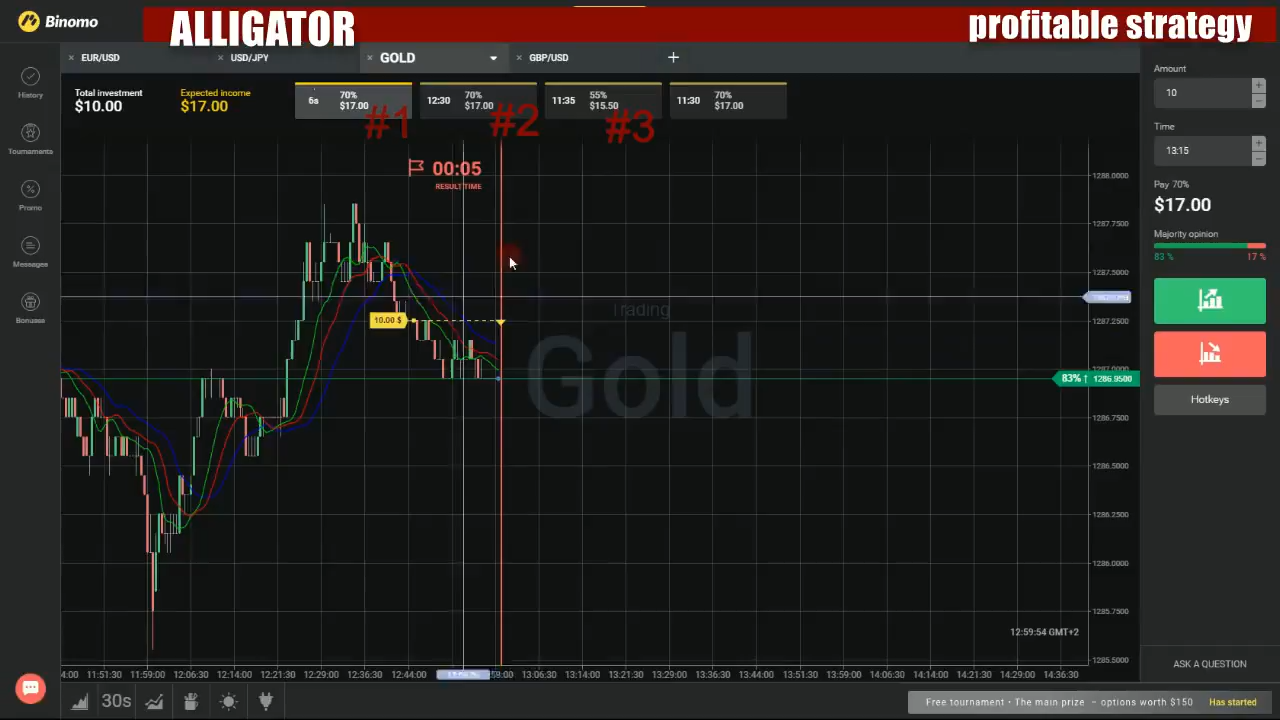 Binomo
ALLIGATOR
profitable strategy
EUR/USD
USD/JPY
GOLD
GBP/USD
Total investment
$10.00
Expected income
$17.00
6s
70%
$17.00
12:30
70%
$17.00
11:35
55%
$15.50
11:30
70%
$17.00
#1
#2
#3
History
Tournaments
Promo
Messages
Bonuses
00:05
RESULT TIME
10.00 $
Trading
Gold
1288.0000
1287.7500
1287.5000
1287.2500
83% ↑ 1286.9500
1286.7500
1286.5000
1286.2500
1286.0000
1285.7500
1285.5000
12:59:54 GMT+2
4:00
11:51:30
11:59:00
12:06:30
12:14:00
12:21:30
12:29:00
12:36:30
12:44:00
13:06:30
13:14:00
13:21:30
13:29:00
13:36:30
13:44:00
13:51:30
13:59:00
14:06:30
14:14:00
14:21:30
14:29:00
14:36:30
30s
Amount
10
+
−
Time
13:15
+
−
Pay 70%
$17.00
Majority opinion
83 %
17 %
Hotkeys
ASK A QUESTION
Free tournament • The main prize – options worth $150
Has started